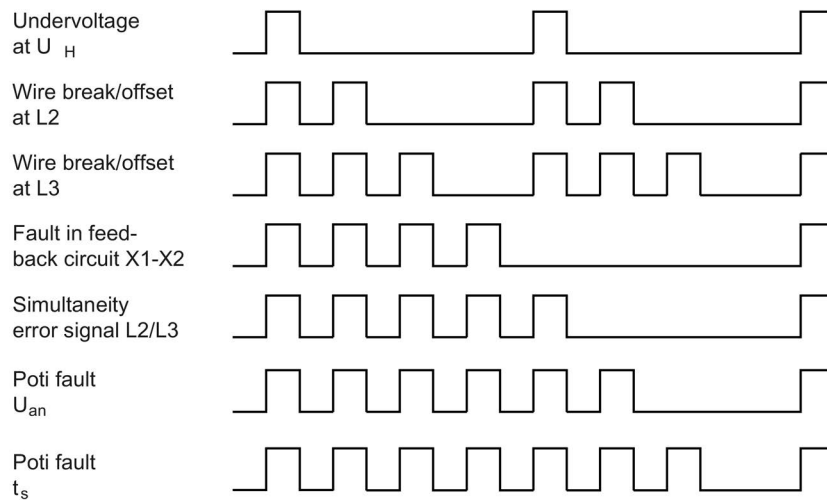 Undervoltage
at U H
Wire break/offset
at L2
Wire break/offset
at L3
Fault in feed-
back circuit X1-X2
Simultaneity
error signal L2/L3
Poti fault
Uan
Poti fault
ts